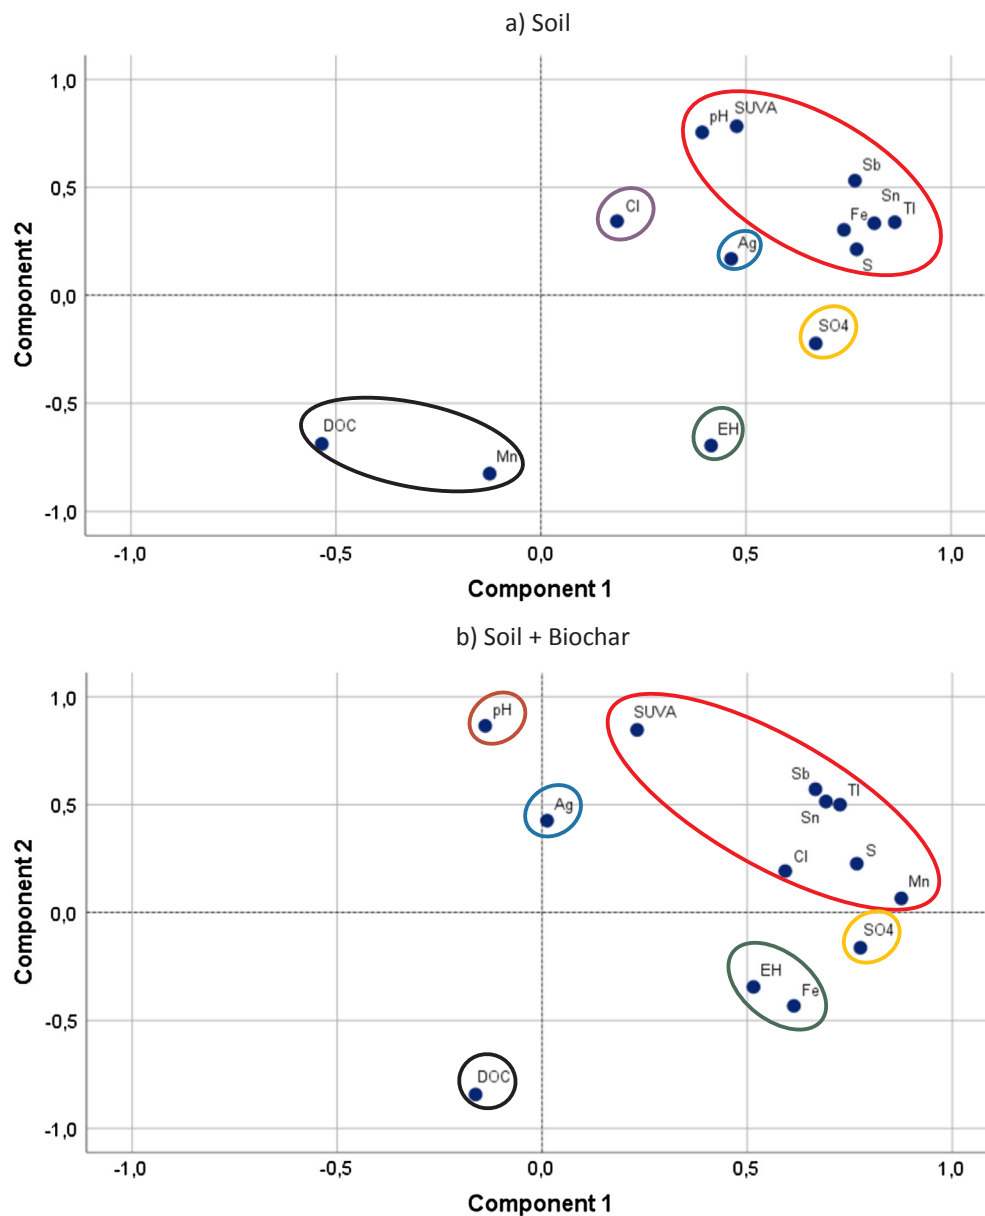 a) Soil
1,0
SUVA
pH
Sb
0,5
Sn
Cl
Fe
Tl
Ag
S
0,0
SO4
-0,5
DOC
EH
Mn
-1,0
-1,0
-0,5
0,0
0,5
1,0
Component 2
Component 1
b) Soil + Biochar
1,0
pH
SUVA
Sb
Tl
0,5
Ag
Sn
Cl
S
Mn
0,0
SO4
EH
Fe
-0,5
DOC
-1,0
-1,0
-0,5
0,0
0,5
1,0
Component 2
Component 1